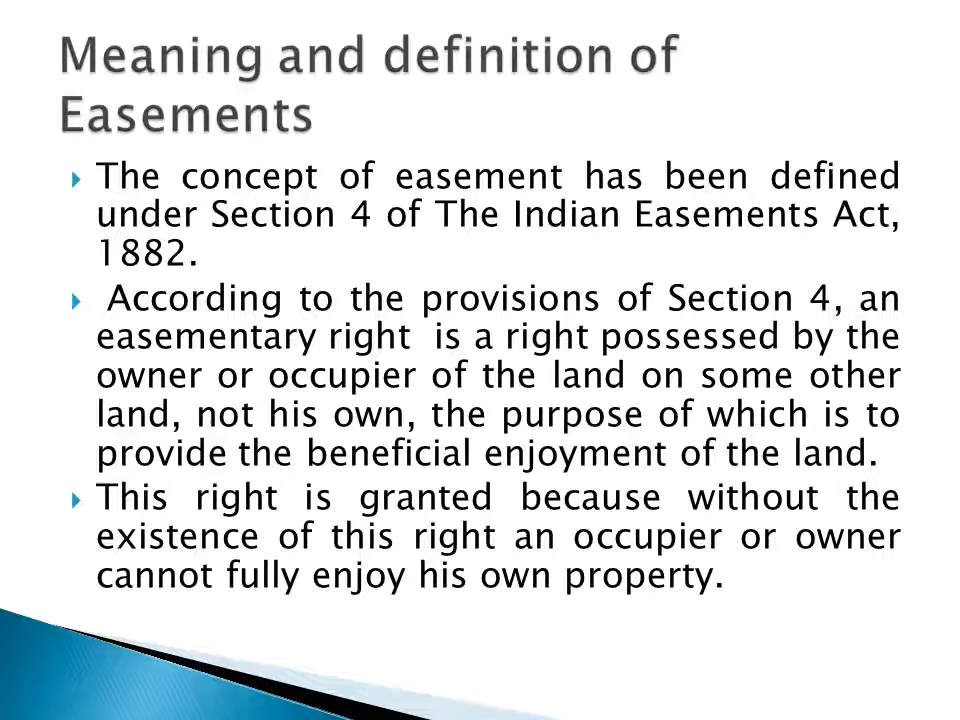 Meaning and definition of
Easements
The concept of easement has been defined
under Section 4 of The Indian Easements Act,
1882.
According to the provisions of Section 4, an
easementary right is a right possessed by the
owner or occupier of the land on some other
land, not his own, the purpose of which is to
provide the beneficial enjoyment of the land.
This right is granted because without the
existence of this right an occupier or owner
cannot fully enjoy his own property.